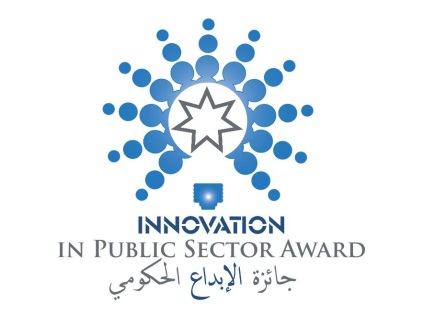 INNOVATION
IN PUBLIC SECTOR AWARD
جائزة الإبداع الحكومي